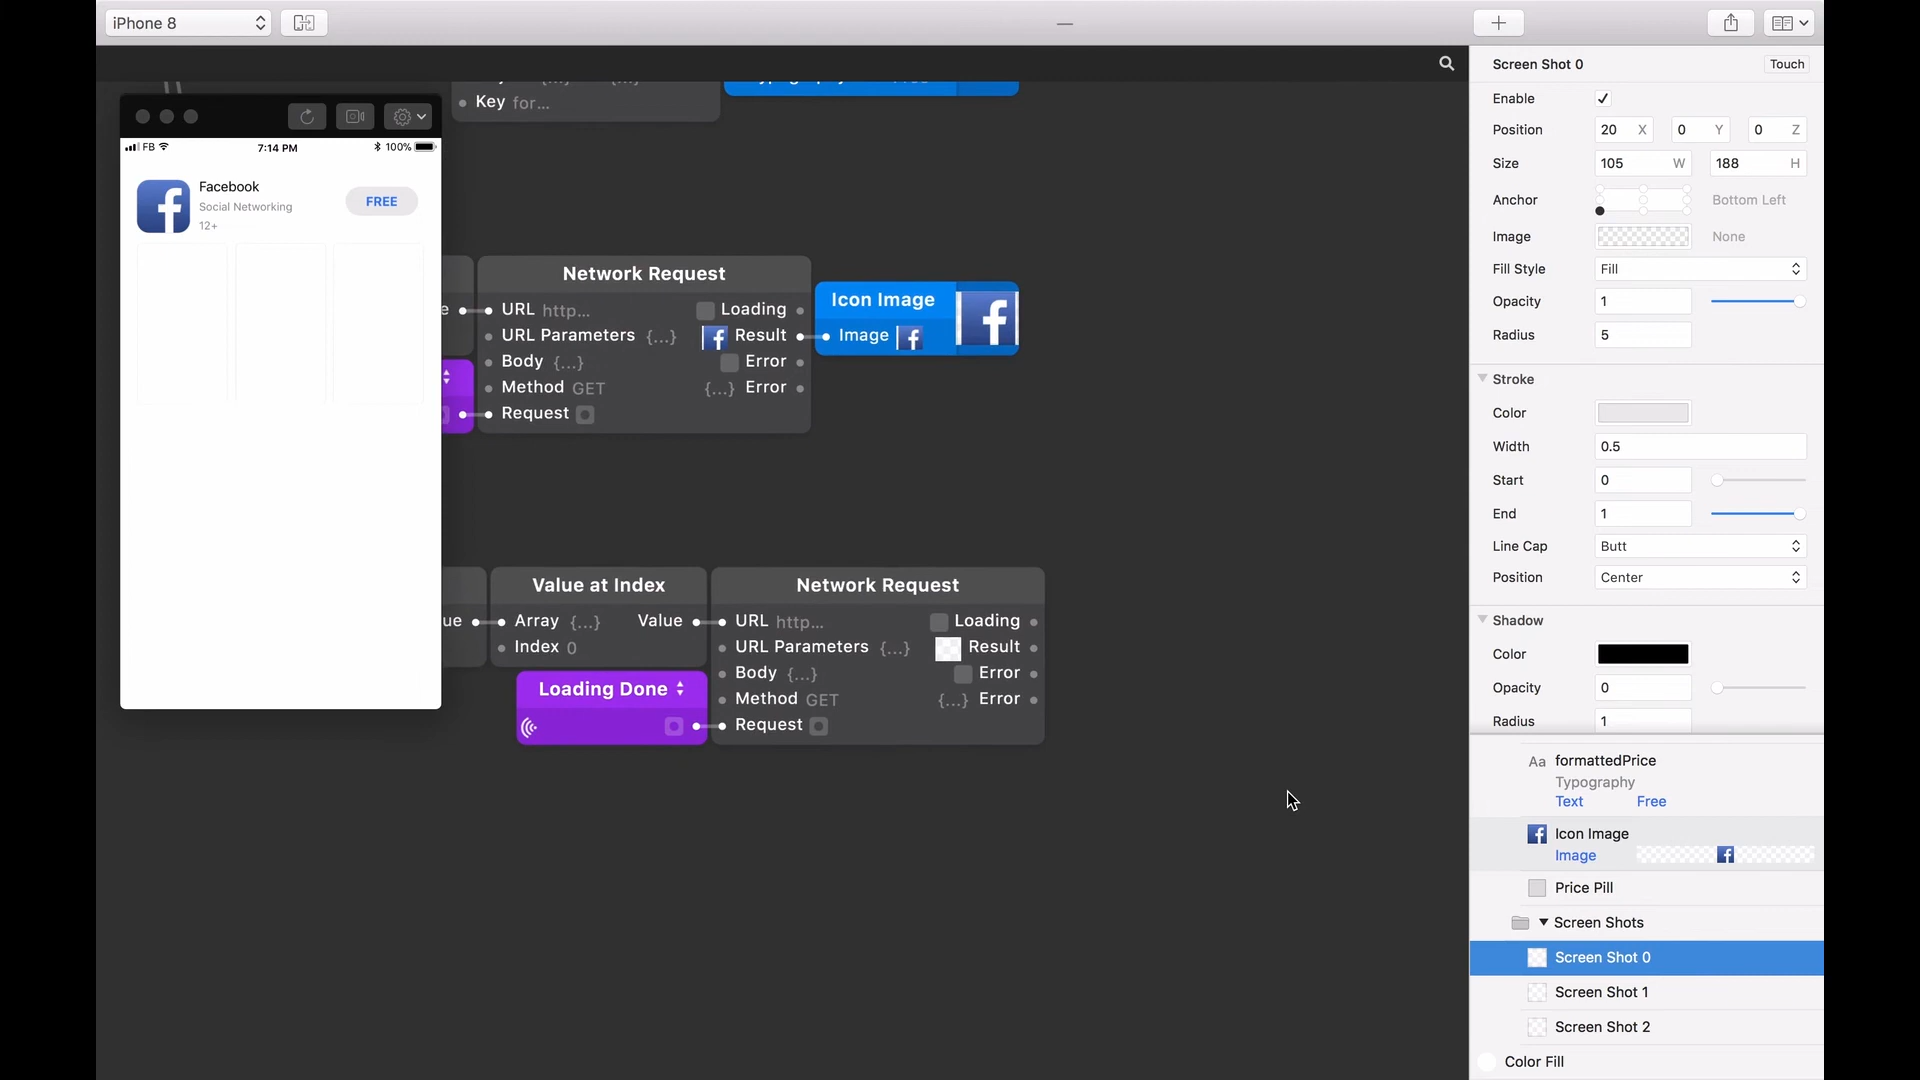 iPhone 8
Key for...
FB
7:14 PM
100%
Facebook
Social Networking
12+
FREE
Network Request
URL http...
Loading
URL Parameters {...}
Result
Body {...}
Error
Method GET
{...} Error
Request
Icon Image
Image
ue
Value at Index
Array {...}
Value
Index 0
Loading Done
Network Request
URL http...
Loading
URL Parameters {...}
Result
Body {...}
Error
Method GET
{...} Error
Request
Screen Shot 0
Touch
Enable
Position 20 X 0 Y 0 Z
Size 105 W 188 H
Anchor Bottom Left
Image None
Fill Style Fill
Opacity 1
Radius 5
Stroke
Color
Width 0.5
Start 0
End 1
Line Cap Butt
Position Center
Shadow
Color
Opacity 0
Radius 1
Aa formattedPrice
Typography
Text Free
Icon Image
Image
Price Pill
Screen Shots
Screen Shot 0
Screen Shot 1
Screen Shot 2
Color Fill